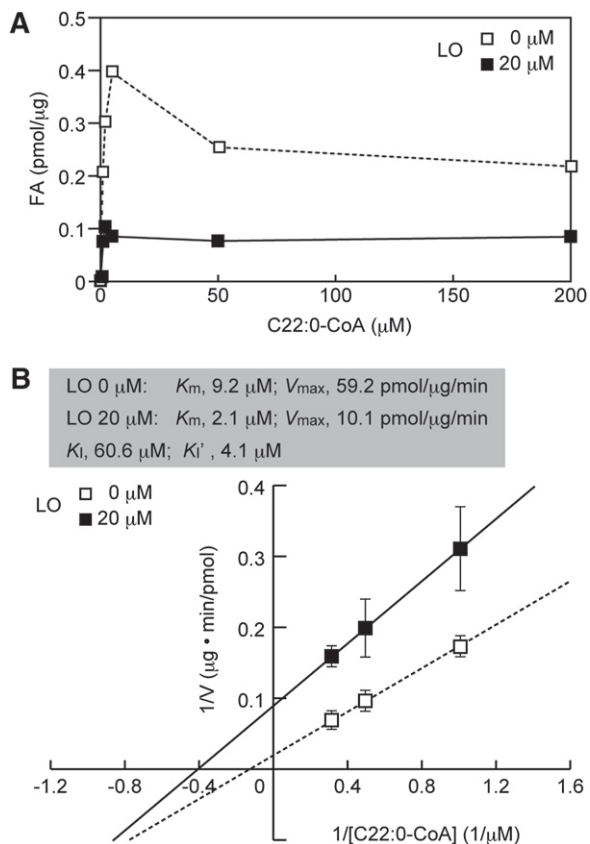 A
0.5
0.4
0.3
0.2
0.1
0
FA (pmol/μg)
LO
0 μM
20 μM
0
50
100
150
200
C22:0-CoA (μM)
B
LO 0 μM: Km, 9.2 μM; Vmax, 59.2 pmol/μg/min
LO 20 μM: Km, 2.1 μM; Vmax, 10.1 pmol/μg/min
KI, 60.6 μM; KI', 4.1 μM
LO
0 μM
20 μM
0.4
0.3
0.2
0.1
1/V (μg • min/pmol)
-1.2
-0.8
-0.4
0
0.4
0.8
1.2
1.6
1/[C22:0-CoA] (1/μM)